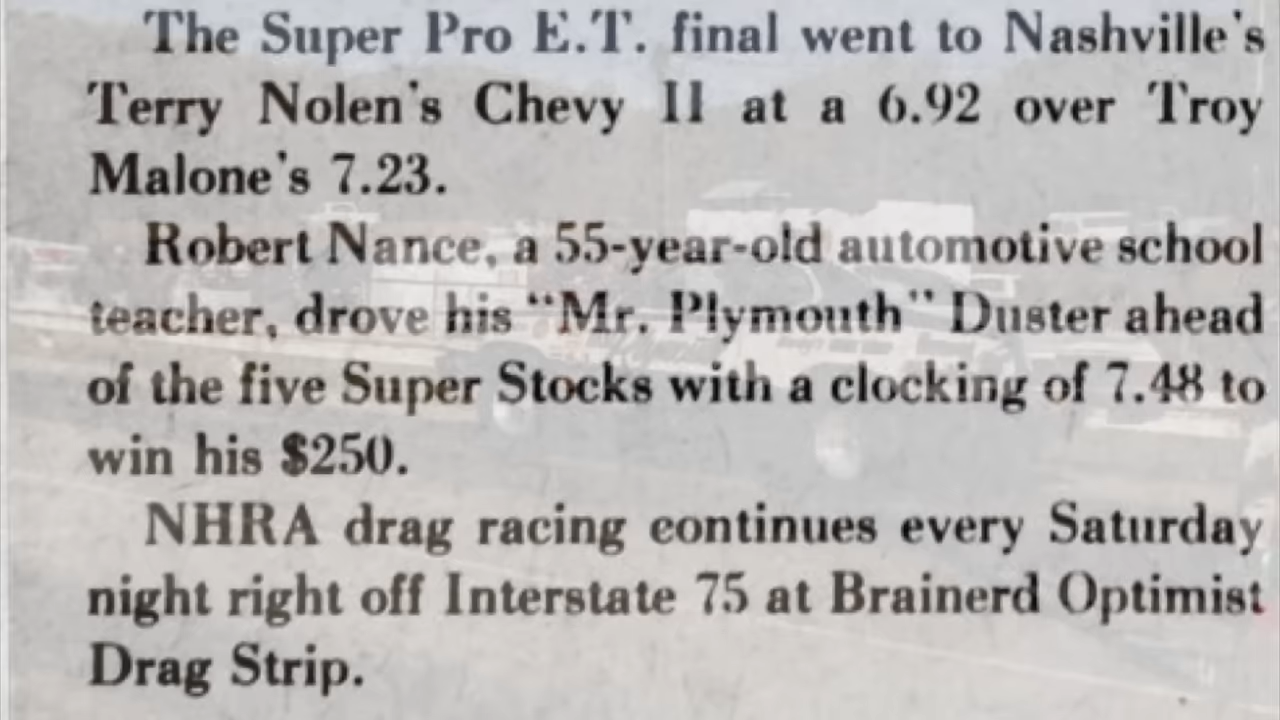 The Super Pro E.T. final went to Nashville's
Terry Nolen's Chevy II at a 6.92 over Troy
Malone's 7.23.
Robert Nance, a 55-year-old automotive school
teacher, drove his "Mr. Plymouth" Duster ahead
of the five Super Stocks with a clocking of 7.48 to
win his $250.
NHRA drag racing continues every Saturday
night right off Interstate 75 at Brainerd Optimist
Drag Strip.